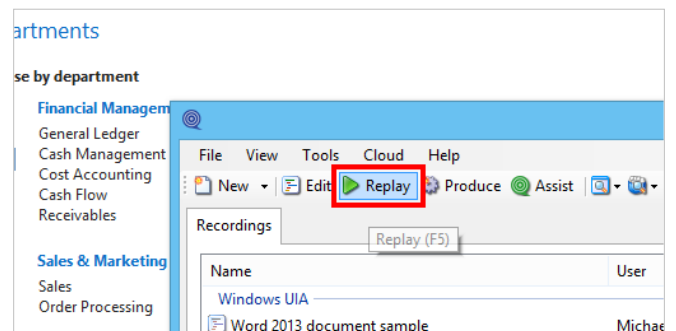 artments
se by department
Financial Managem
General Ledger
Cash Management
Cost Accounting
Cash Flow
Receivables
Sales & Marketing
Sales
Order Processing
File View Tools Cloud Help
New Edit Replay Produce Assist
Recordings
Replay (F5)
Name User
Windows UIA
Word 2013 document sample Michae